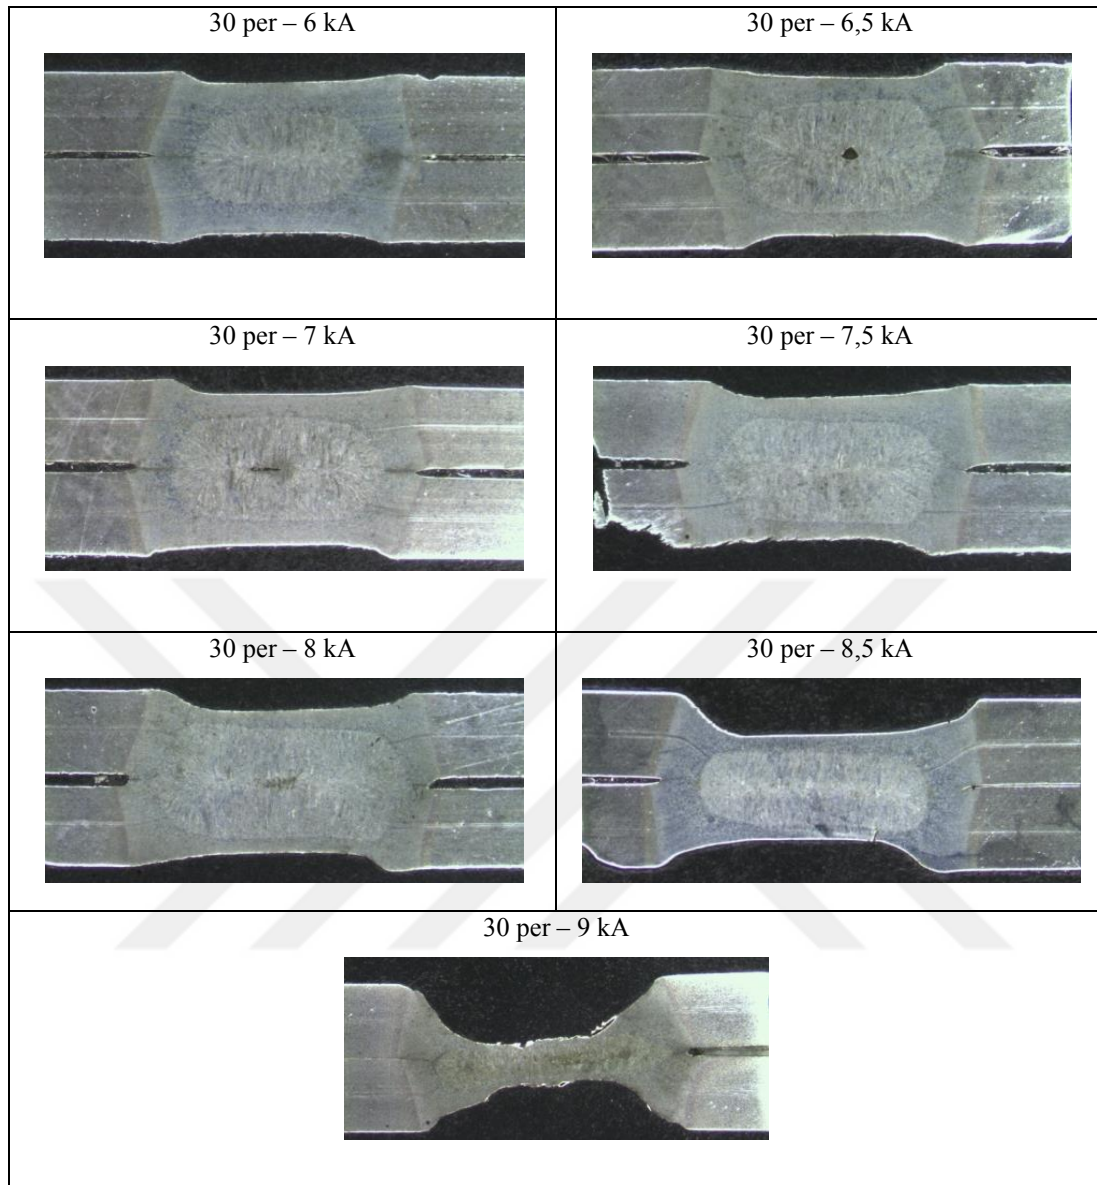 30 per – 6 kA
30 per – 6,5 kA
30 per – 7 kA
30 per – 7,5 kA
30 per – 8 kA
30 per – 8,5 kA
30 per – 9 kA